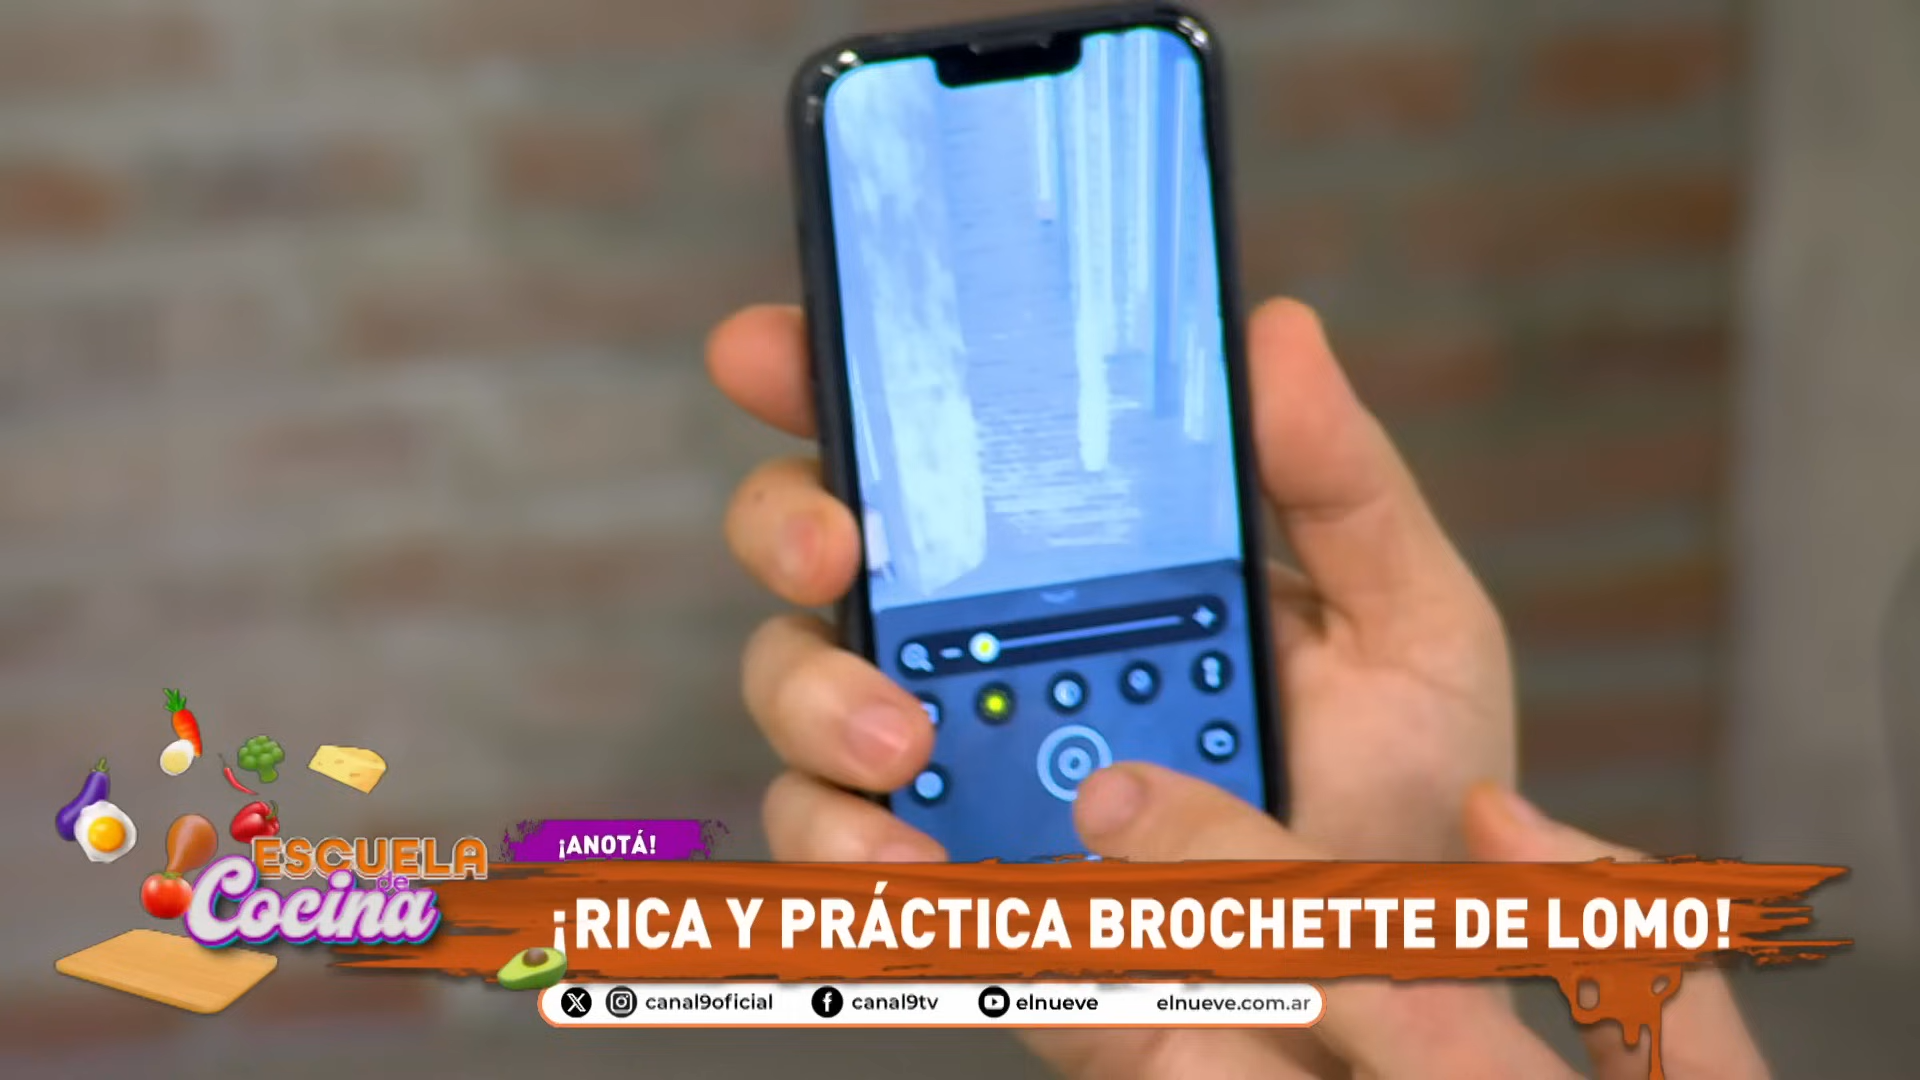 ESCUELA
de
Cocina
¡ANOTÁ!
¡RICA Y PRÁCTICA BROCHETTE DE LOMO!
canal9oficial canal9tv elnueve elnueve.com.ar